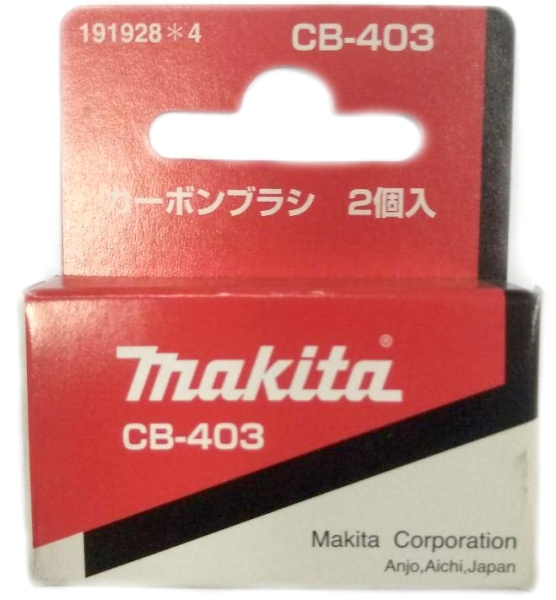 191928＊4 CB-403
カーボンブラシ 2個入
makita®
CB-403
Makita Corporation
Anjo,Aichi,Japan